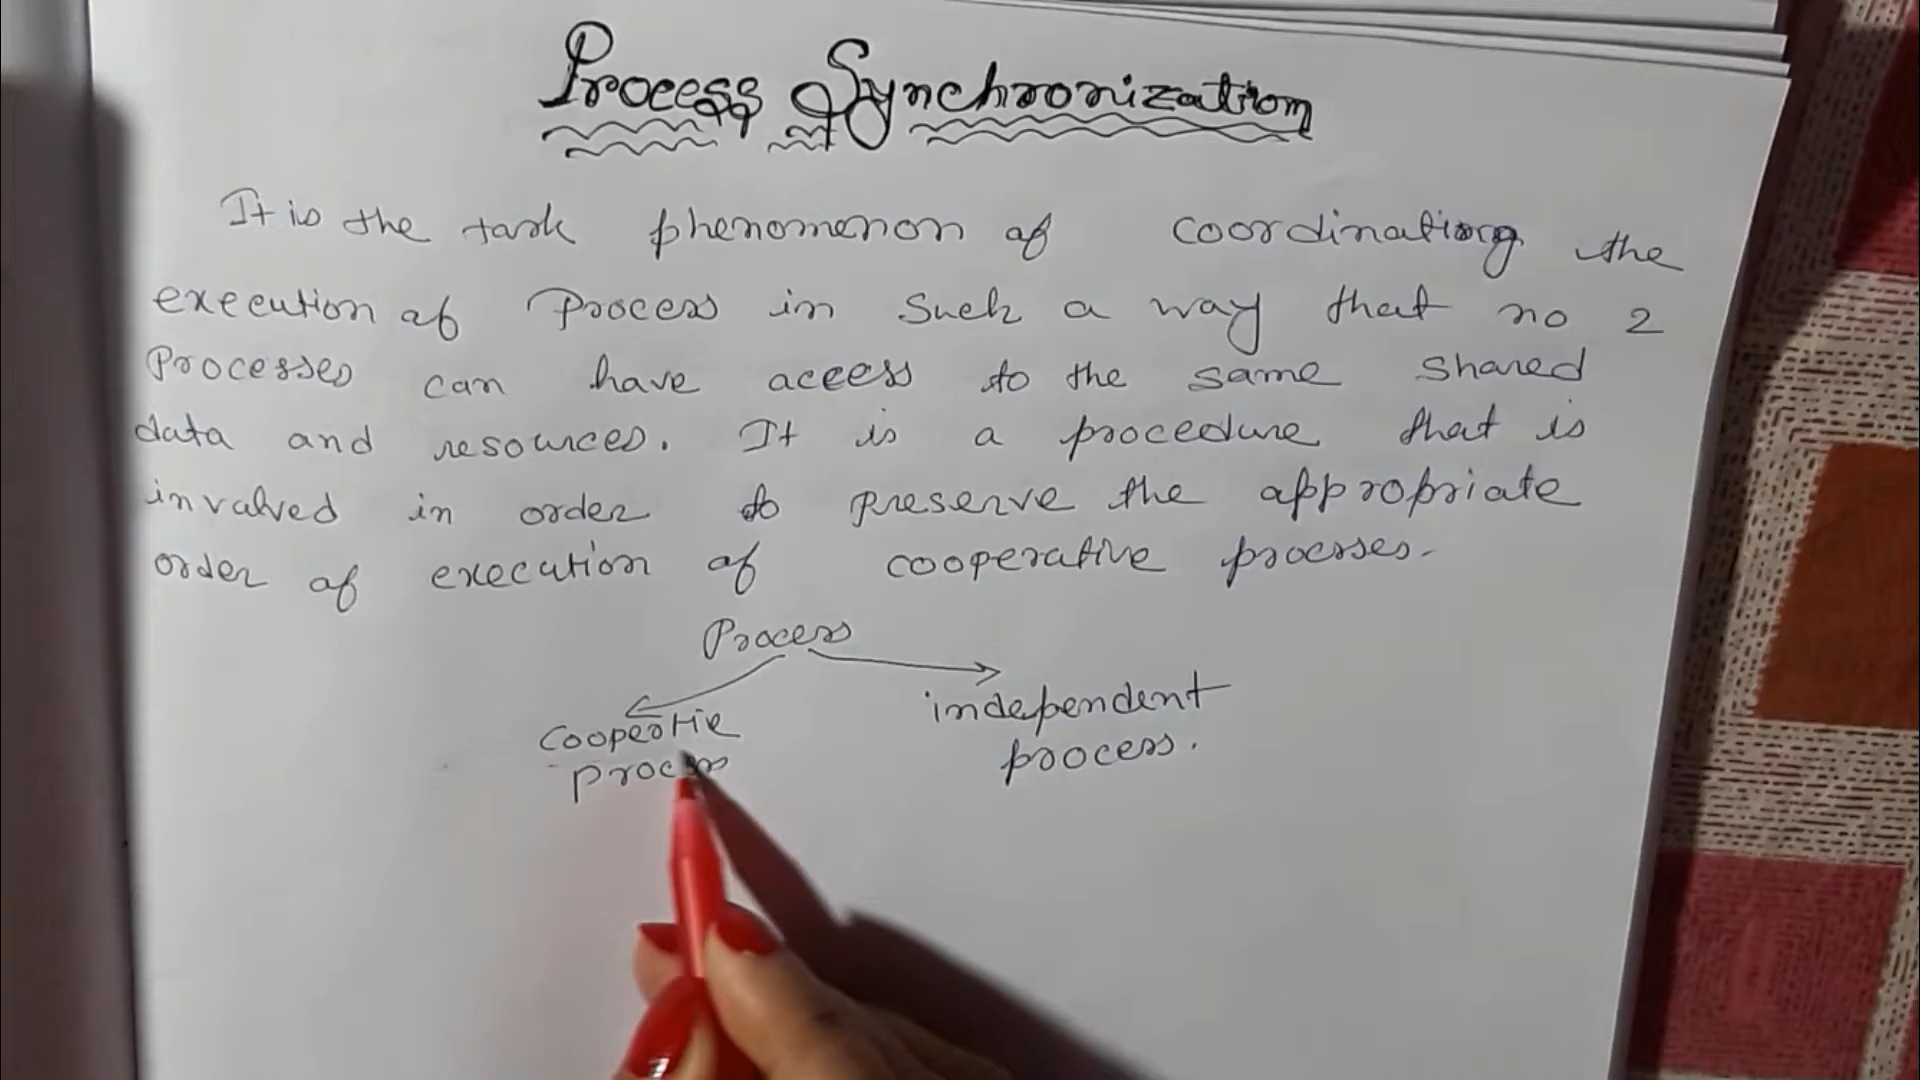 Process Synchronization
It is the task phenomenon of coordinating the
execution of Process in such a way that no 2
Processes can have access to the same shared
data and resources. It is a procedure that is
involved in order to preserve the appropriate
order of execution of cooperative processes.
Process
Coopertie independent
process process.